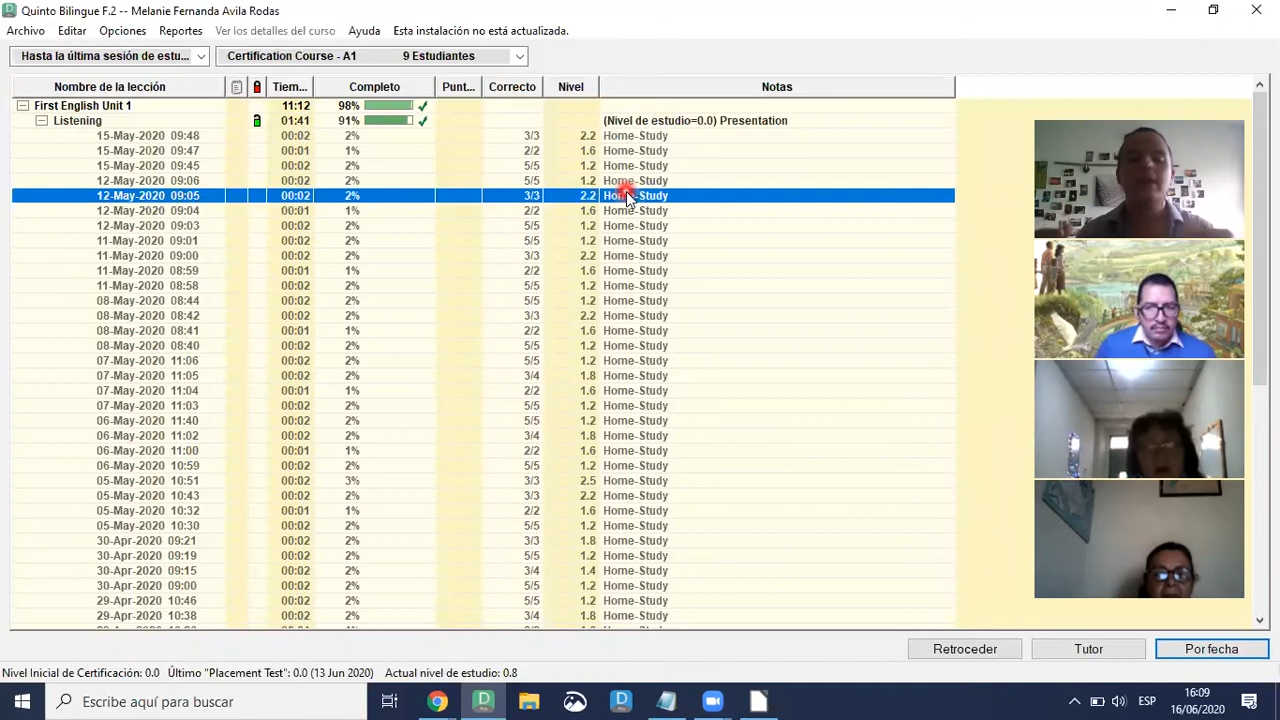 Quinto Bilingue F.2 -- Melanie Fernanda Avila Rodas
Archivo Editar Opciones Reportes Ver los detalles del curso Ayuda Esta instalación no está actualizada.
Hasta la última sesión de estu... Certification Course - A1 9 Estudiantes
Nombre de la lección Tiem... Completo Punt... Correcto Nivel Notas
First English Unit 1 11:12 98%
Listening 01:41 91% (Nivel de estudio=0.0) Presentation
15-May-2020 09:48 00:02 2% 3/3 2.2 Home-Study
15-May-2020 09:47 00:01 1% 2/2 1.6 Home-Study
15-May-2020 09:45 00:02 2% 5/5 1.2 Home-Study
12-May-2020 09:06 00:02 2% 5/5 1.2 Home-Study
12-May-2020 09:05 00:02 2% 3/3 2.2 Home-Study
12-May-2020 09:04 00:01 1% 2/2 1.6 Home-Study
12-May-2020 09:03 00:02 2% 5/5 1.2 Home-Study
11-May-2020 09:01 00:02 2% 5/5 1.2 Home-Study
11-May-2020 09:00 00:02 2% 3/3 2.2 Home-Study
11-May-2020 08:59 00:01 1% 2/2 1.6 Home-Study
11-May-2020 08:58 00:02 2% 5/5 1.2 Home-Study
08-May-2020 08:44 00:02 2% 5/5 1.2 Home-Study
08-May-2020 08:42 00:02 2% 3/3 2.2 Home-Study
08-May-2020 08:41 00:01 1% 2/2 1.6 Home-Study
08-May-2020 08:40 00:02 2% 5/5 1.2 Home-Study
07-May-2020 11:06 00:02 2% 5/5 1.2 Home-Study
07-May-2020 11:05 00:02 2% 3/4 1.8 Home-Study
07-May-2020 11:04 00:01 1% 2/2 1.6 Home-Study
07-May-2020 11:03 00:02 2% 5/5 1.2 Home-Study
06-May-2020 11:40 00:02 2% 5/5 1.2 Home-Study
06-May-2020 11:02 00:02 2% 3/4 1.8 Home-Study
06-May-2020 11:00 00:01 1% 2/2 1.6 Home-Study
06-May-2020 10:59 00:02 2% 5/5 1.2 Home-Study
05-May-2020 10:51 00:02 3% 3/3 2.5 Home-Study
05-May-2020 10:43 00:02 2% 3/3 2.2 Home-Study
05-May-2020 10:32 00:01 1% 2/2 1.6 Home-Study
05-May-2020 10:30 00:02 2% 5/5 1.2 Home-Study
30-Apr-2020 09:21 00:02 2% 3/3 1.8 Home-Study
30-Apr-2020 09:19 00:02 2% 5/5 1.2 Home-Study
30-Apr-2020 09:15 00:02 2% 3/4 1.4 Home-Study
30-Apr-2020 09:00 00:02 2% 5/5 1.2 Home-Study
29-Apr-2020 10:46 00:02 2% 5/5 1.2 Home-Study
29-Apr-2020 10:38 00:02 2% 3/4 1.8 Home-Study
Retroceder Tutor Por fecha
Nivel Inicial de Certificación: 0.0 Último "Placement Test": 0.0 (13 Jun 2020) Actual nivel de estudio: 0.8
Escribe aquí para buscar ESP 16:09
16/06/2020